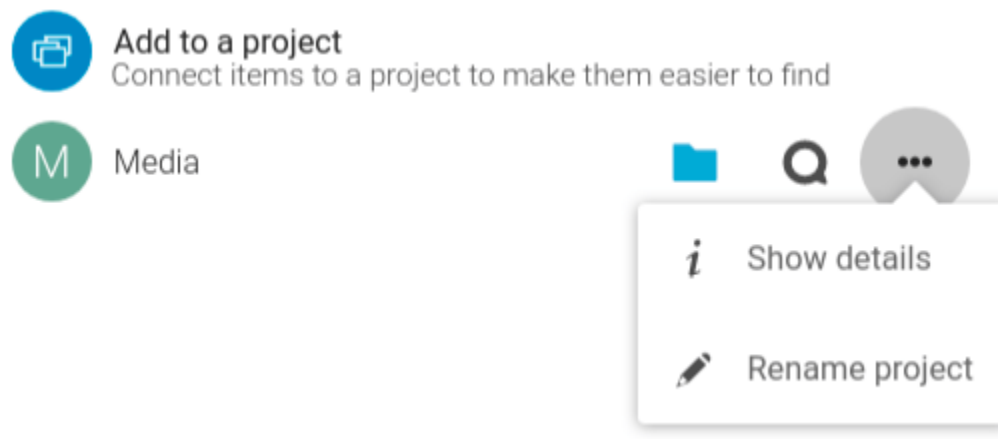 Add to a project
Connect items to a project to make them easier to find
M
Media
Show details
Rename project